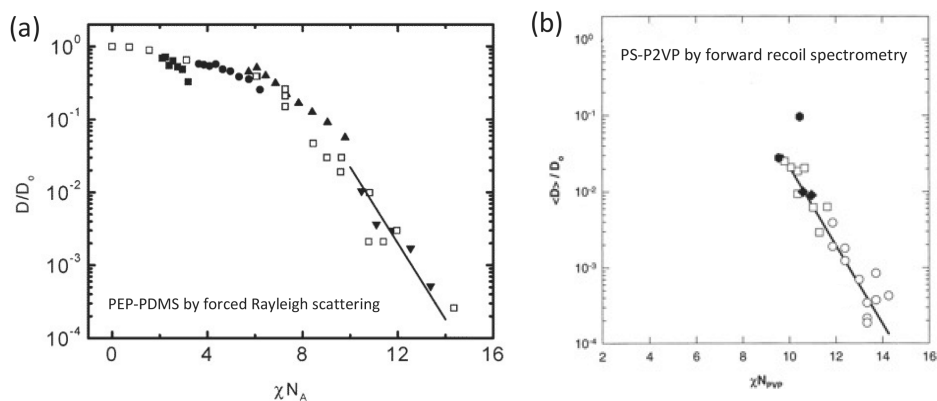 (a)
10^0
10^-1
10^-2
10^-3
10^-4
D/D_o
PEP-PDMS by forced Rayleigh scattering
0 4 8 12 16
χN_A
(b)
10^0
10^-1
10^-2
10^-3
10^-4
<D> / D_o
PS-P2VP by forward recoil spectrometry
2 4 6 8 10 12 14 16
χN_PVP